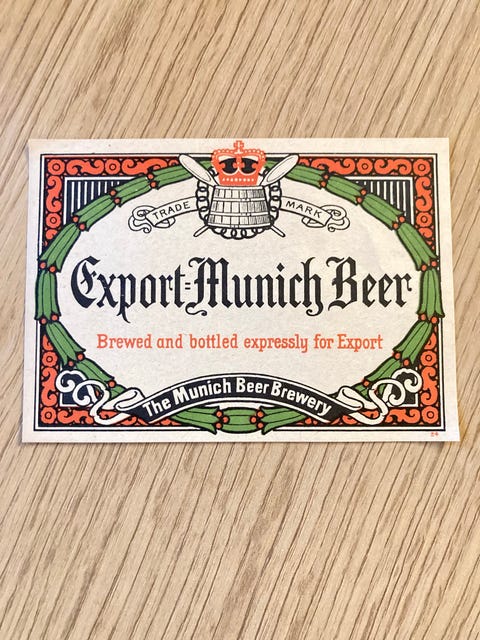 TRADE MARK
Export=Munich Beer
Brewed and bottled expressly for Export
The Munich Beer Brewery